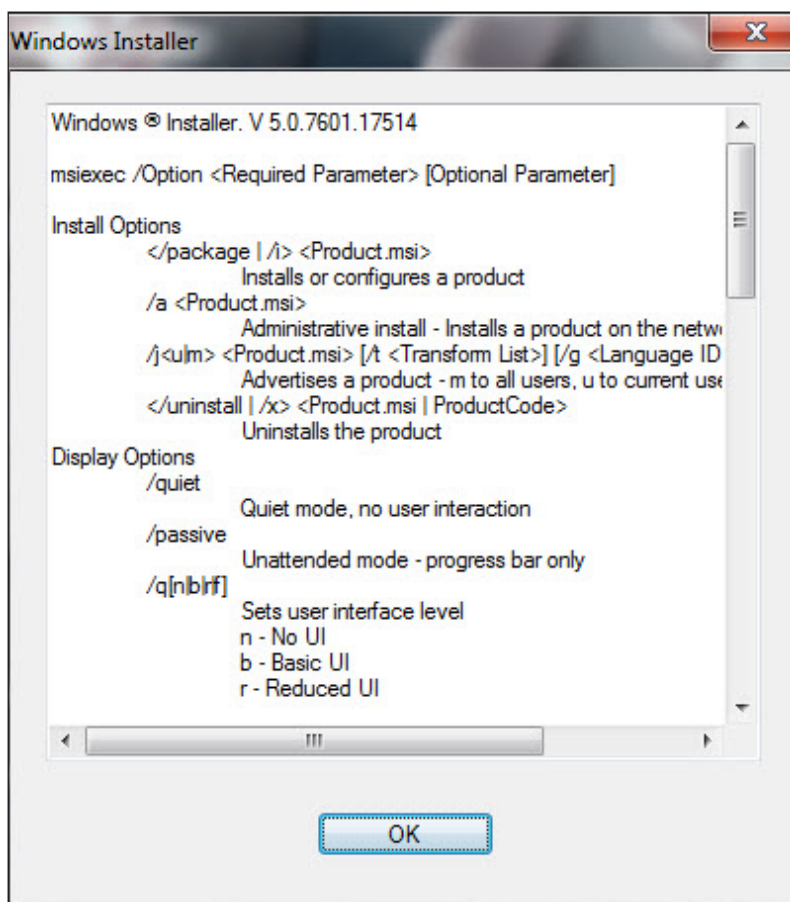 Windows Installer
Windows ® Installer. V 5.0.7601.17514
msiexec /Option <Required Parameter> [Optional Parameter]
Install Options
</package | /i> <Product.msi>
Installs or configures a product
/a <Product.msi>
Administrative install - Installs a product on the netw
/j<u|m> <Product.msi> [/t <Transform List>] [/g <Language ID
Advertises a product - m to all users, u to current use
</uninstall | /x> <Product.msi | ProductCode>
Uninstalls the product
Display Options
/quiet
Quiet mode, no user interaction
/passive
Unattended mode - progress bar only
/q[n|b|r|f]
Sets user interface level
n - No UI
b - Basic UI
r - Reduced UI
OK